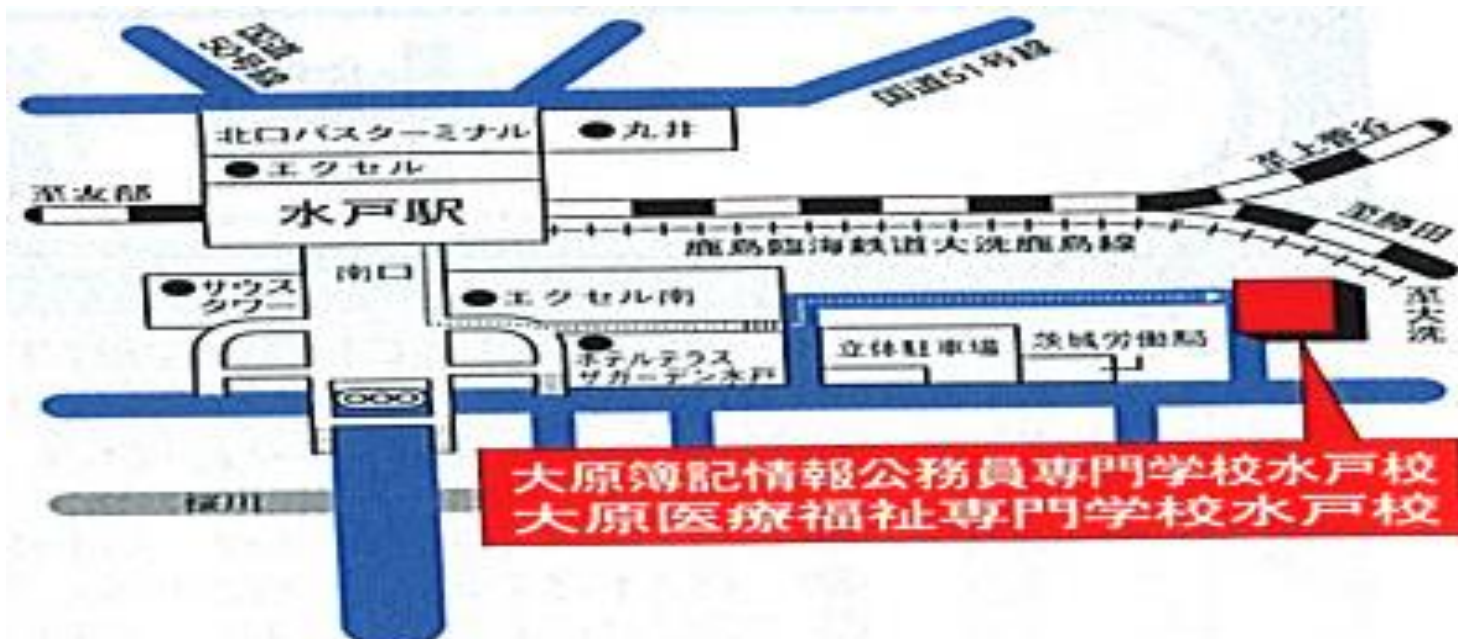 国道
50号線
国道51号線
北口バスターミナル
●丸井
●エクセル
至友部
水戸駅
至上菅谷
至勝田
鹿島臨海鉄道大洗鹿島線
至大洗
南口
●サウス
タワー
●エクセル南
●
ホテルテラス
ザガーデン水戸
立体駐車場
茨城労働局
桜川
大原簿記情報公務員専門学校水戸校
大原医療福祉専門学校水戸校